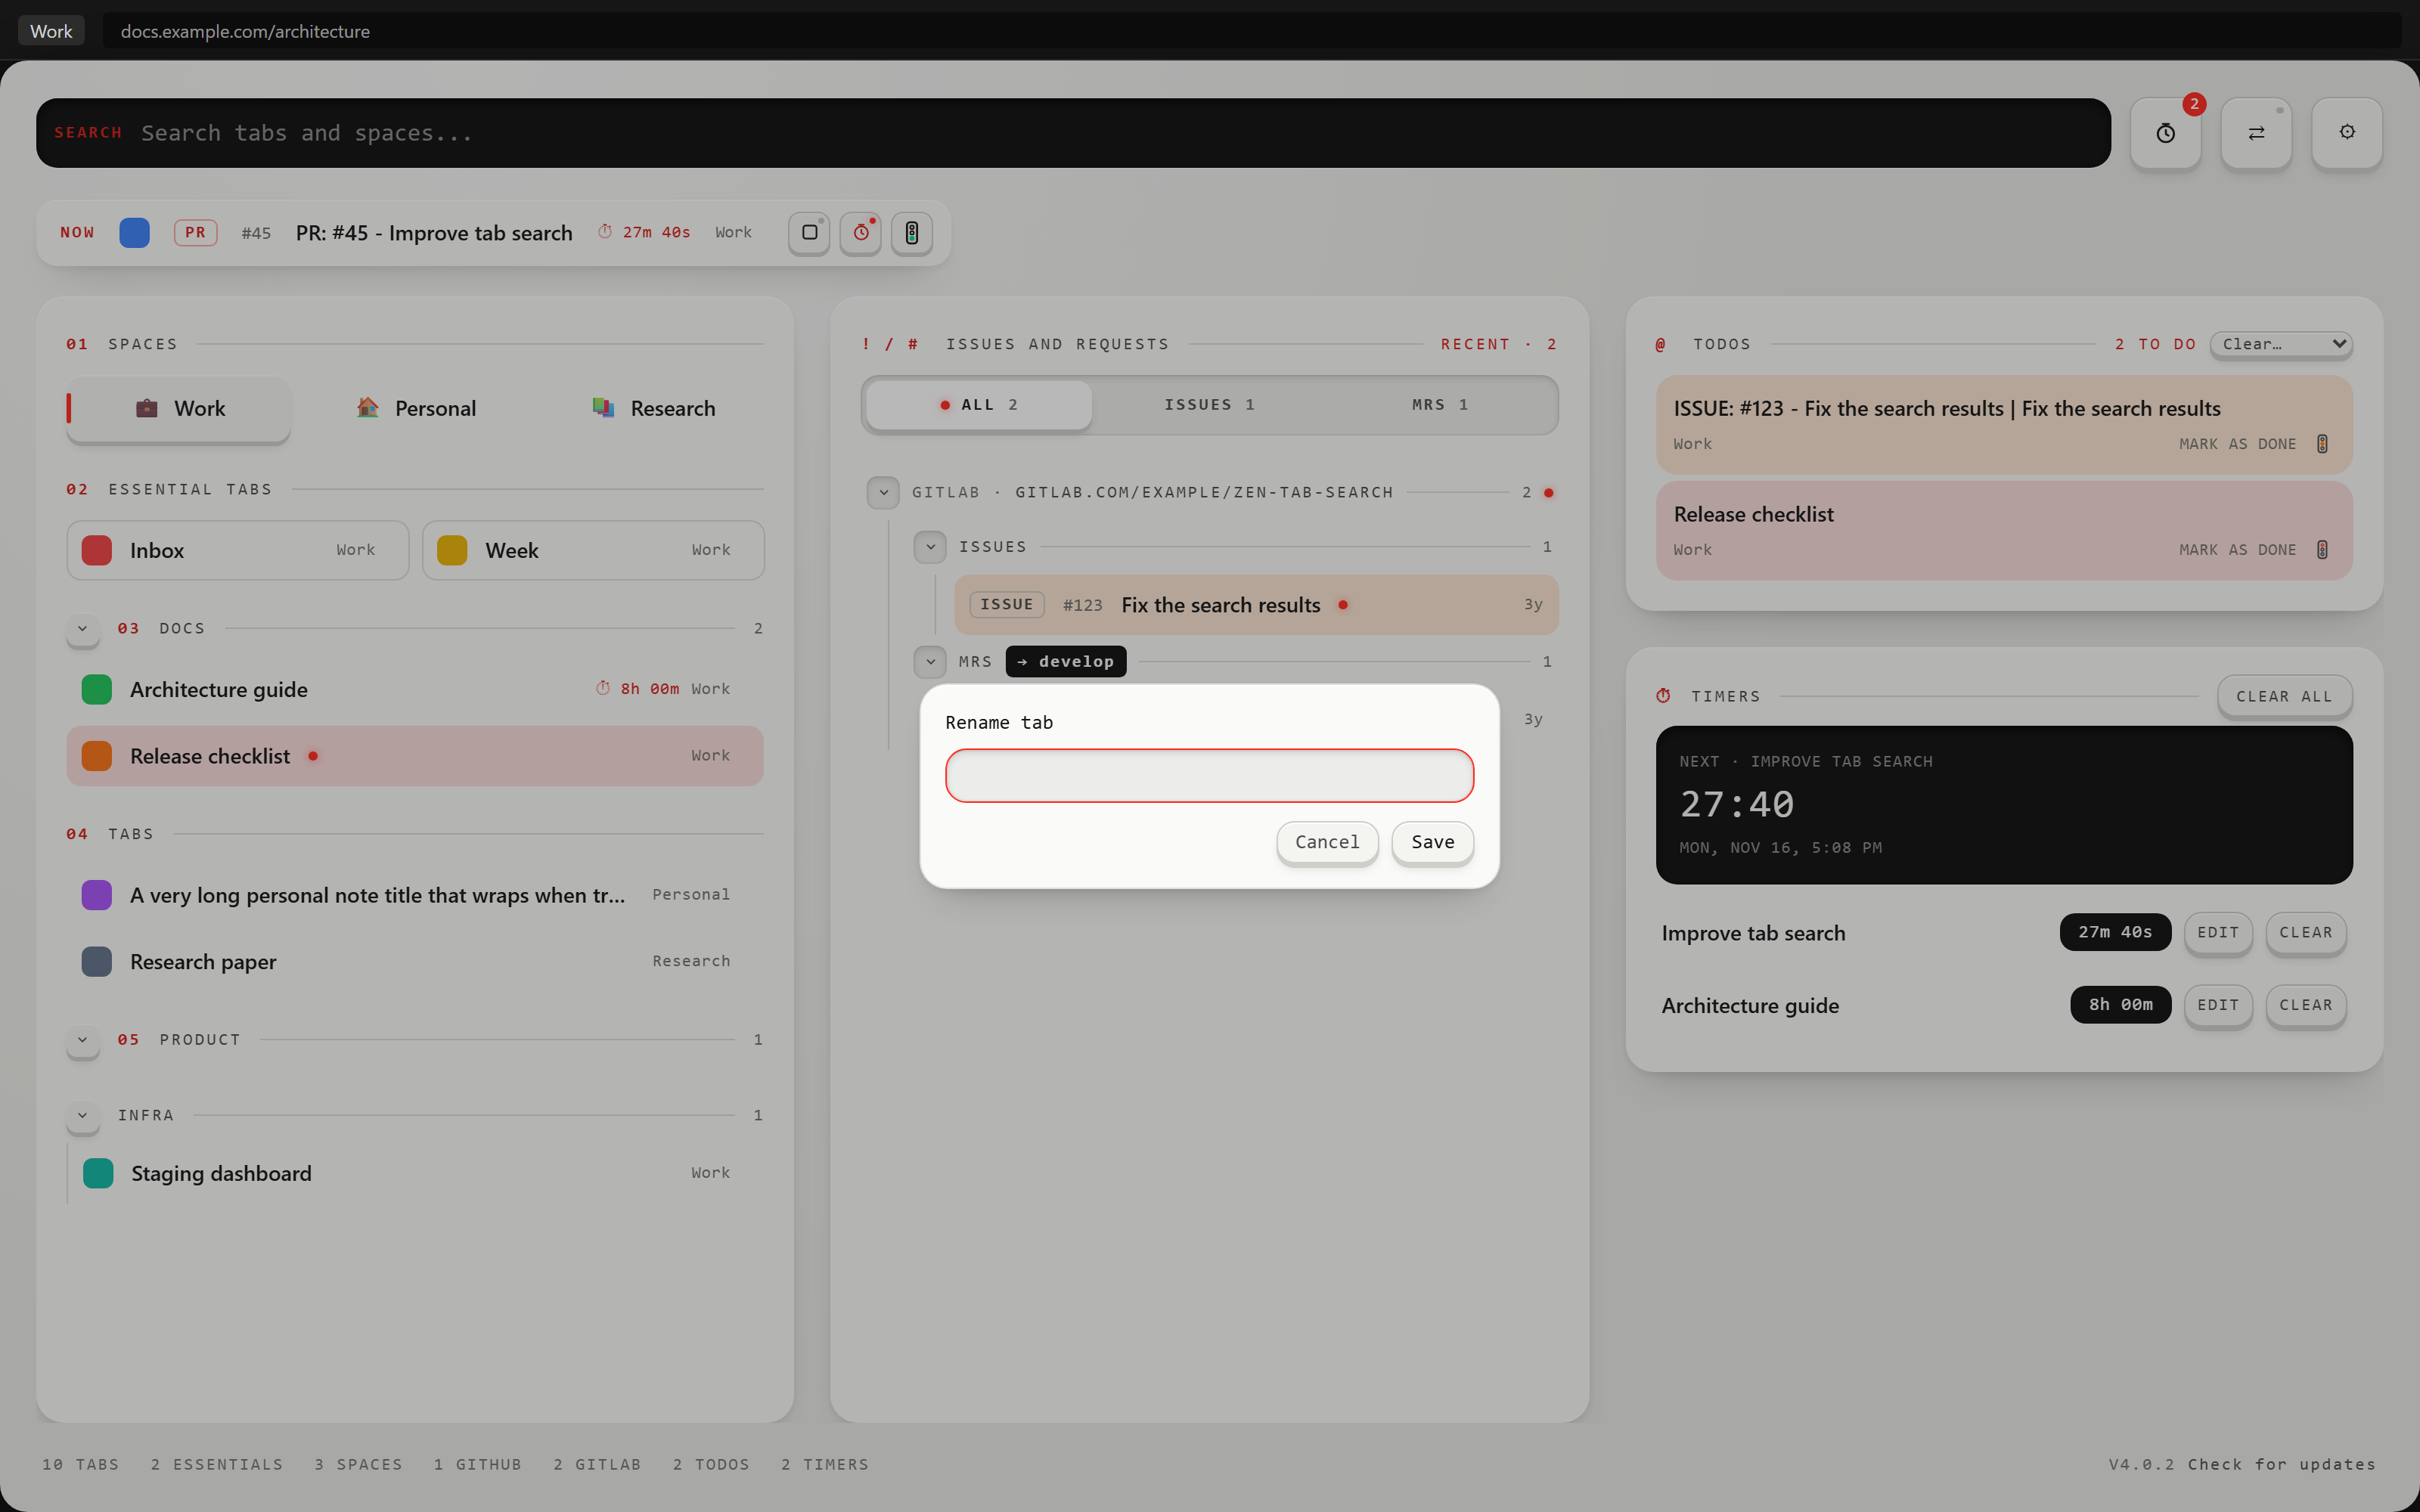 Work docs.example.com/architecture
SEARCH Search tabs and spaces...
2
NOW PR #45 PR: #45 - Improve tab search 27m 40s Work
01 SPACES
Work Personal Research
02 ESSENTIAL TABS
Inbox Work Week Work
03 DOCS 2
Architecture guide 8h 00m Work
Release checklist Work
04 TABS
A very long personal note title that wraps when tr... Personal
Research paper Research
05 PRODUCT 1
INFRA 1
Staging dashboard Work
! / # ISSUES AND REQUESTS RECENT · 2
ALL 2 ISSUES 1 MRS 1
GITLAB · GITLAB.COM/EXAMPLE/ZEN-TAB-SEARCH 2
ISSUES 1
ISSUE #123 Fix the search results 3y
MRS → develop 1
3y
Rename tab
Cancel Save
@ TODOS 2 TO DO Clear…
ISSUE: #123 - Fix the search results | Fix the search results
Work MARK AS DONE
Release checklist
Work MARK AS DONE
TIMERS CLEAR ALL
NEXT · IMPROVE TAB SEARCH
27:40
MON, NOV 16, 5:08 PM
Improve tab search 27m 40s EDIT CLEAR
Architecture guide 8h 00m EDIT CLEAR
10 TABS 2 ESSENTIALS 3 SPACES 1 GITHUB 2 GITLAB 2 TODOS 2 TIMERS
V4.0.2 Check for updates